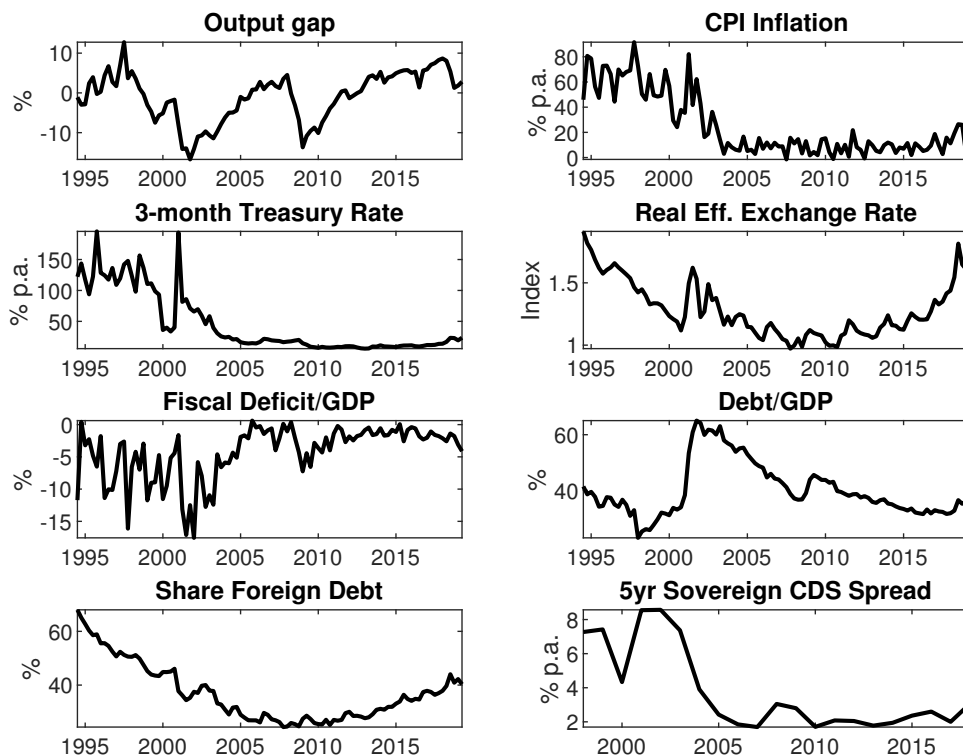 Output gap
%
10
0
-10
1995 2000 2005 2010 2015
CPI Inflation
% p.a.
80
60
40
20
0
1995 2000 2005 2010 2015
3-month Treasury Rate
% p.a.
150
100
50
1995 2000 2005 2010 2015
Real Eff. Exchange Rate
Index
1.5
1
1995 2000 2005 2010 2015
Fiscal Deficit/GDP
%
0
-5
-10
-15
1995 2000 2005 2010 2015
Debt/GDP
%
60
40
1995 2000 2005 2010 2015
Share Foreign Debt
%
60
40
1995 2000 2005 2010 2015
5yr Sovereign CDS Spread
% p.a.
8
6
4
2
2000 2005 2010 2015